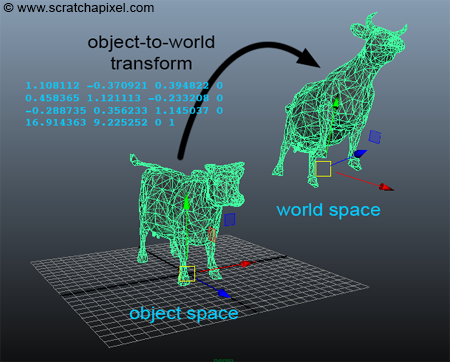 © www.scratchapixel.com
object-to-world
transform
1.108112 -0.370921 0.394822 0
0.458365 1.121113 -0.233208 0
-0.288735 0.356233 1.145037 0
16.914363 9.225252 0 1
world space
object space